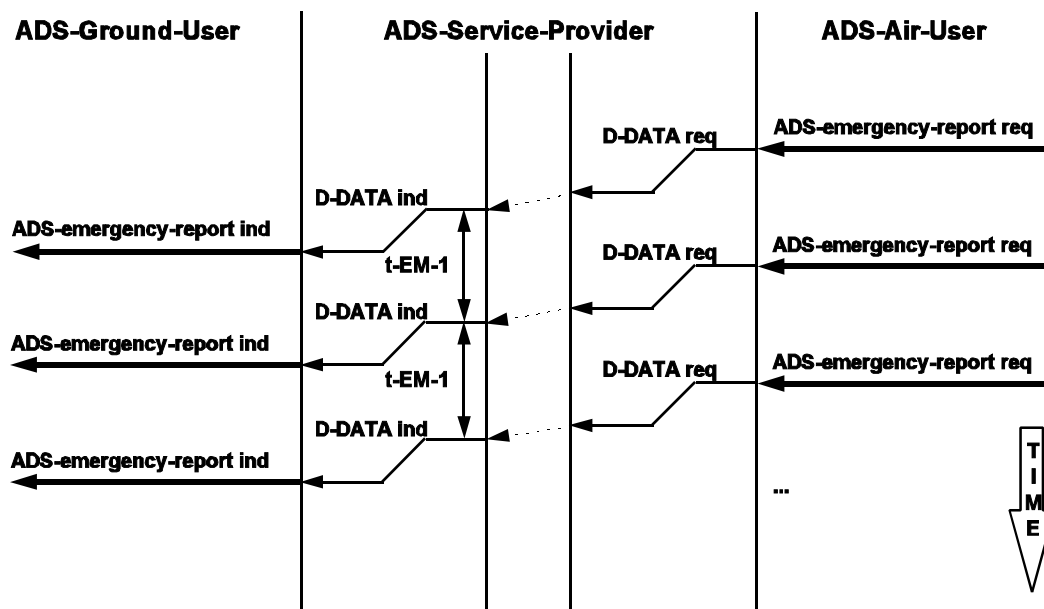 ADS-Ground-User
ADS-Service-Provider
ADS-Air-User
ADS-emergency-report req
D-DATA req
D-DATA ind
ADS-emergency-report ind
ADS-emergency-report req
D-DATA req
t-EM-1
D-DATA ind
ADS-emergency-report ind
ADS-emergency-report req
D-DATA req
t-EM-1
D-DATA ind
ADS-emergency-report ind
...
TIME